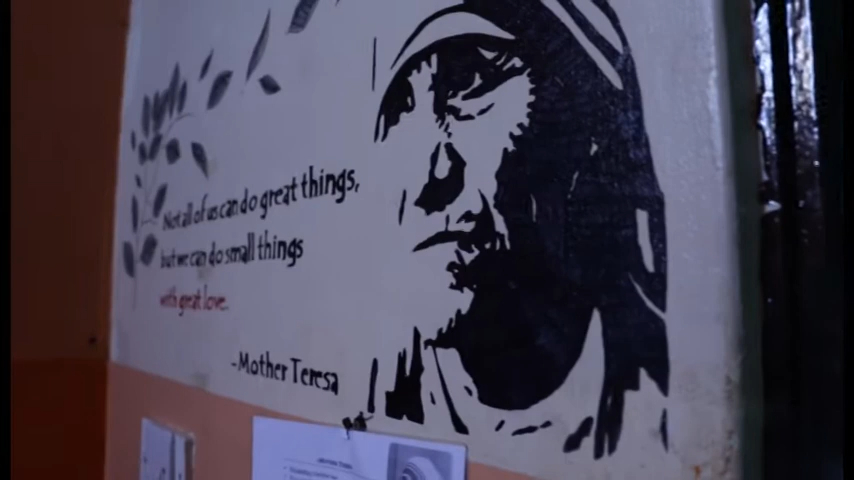 Not all of us can do great things,
but we can do small things
with great love.
-Mother Teresa